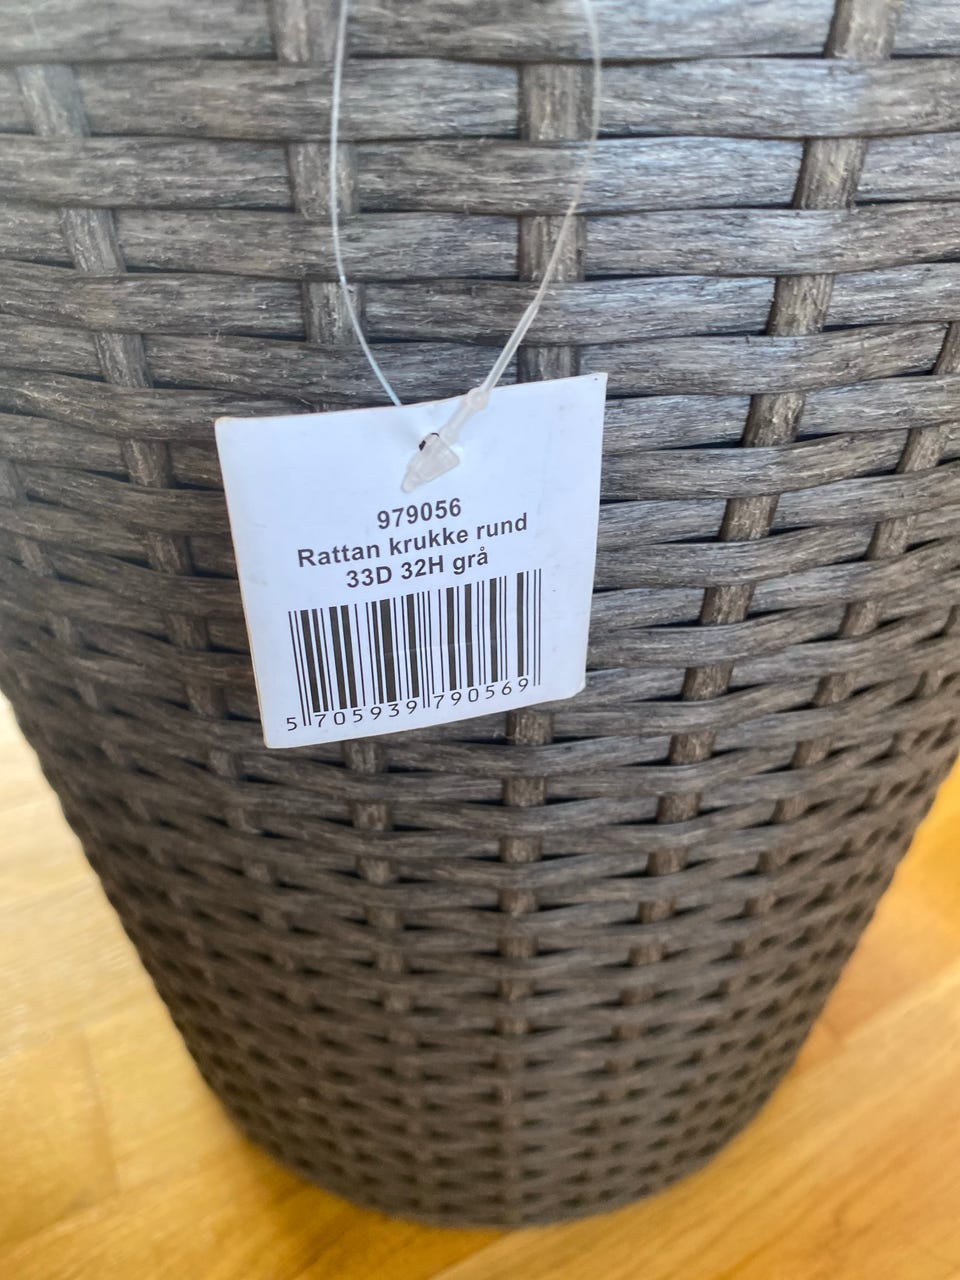 979056
Rattan krukke rund
33D 32H grå
5 705939 790569